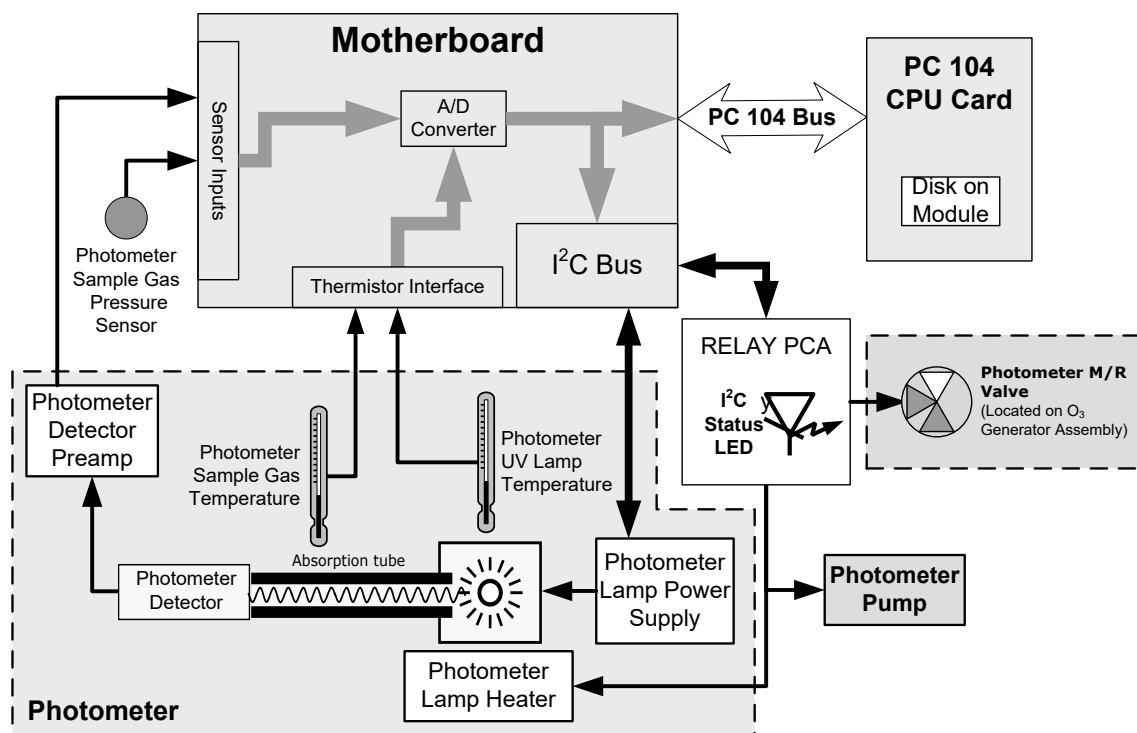 Motherboard
Sensor Inputs
A/D
Converter
PC 104 Bus
PC 104
CPU Card
Disk on
Module
Photometer
Sample Gas
Pressure
Sensor
Thermistor Interface
I²C Bus
RELAY PCA
I²C
y
Status
LED
Photometer M/R
Valve
(Located on O₃
Generator Assembly)
Photometer
Detector
Preamp
Photometer
Sample Gas
Temperature
Photometer
UV Lamp
Temperature
Absorption tube
Photometer
Detector
Photometer
Lamp Power
Supply
Photometer
Pump
Photometer
Lamp Heater
Photometer